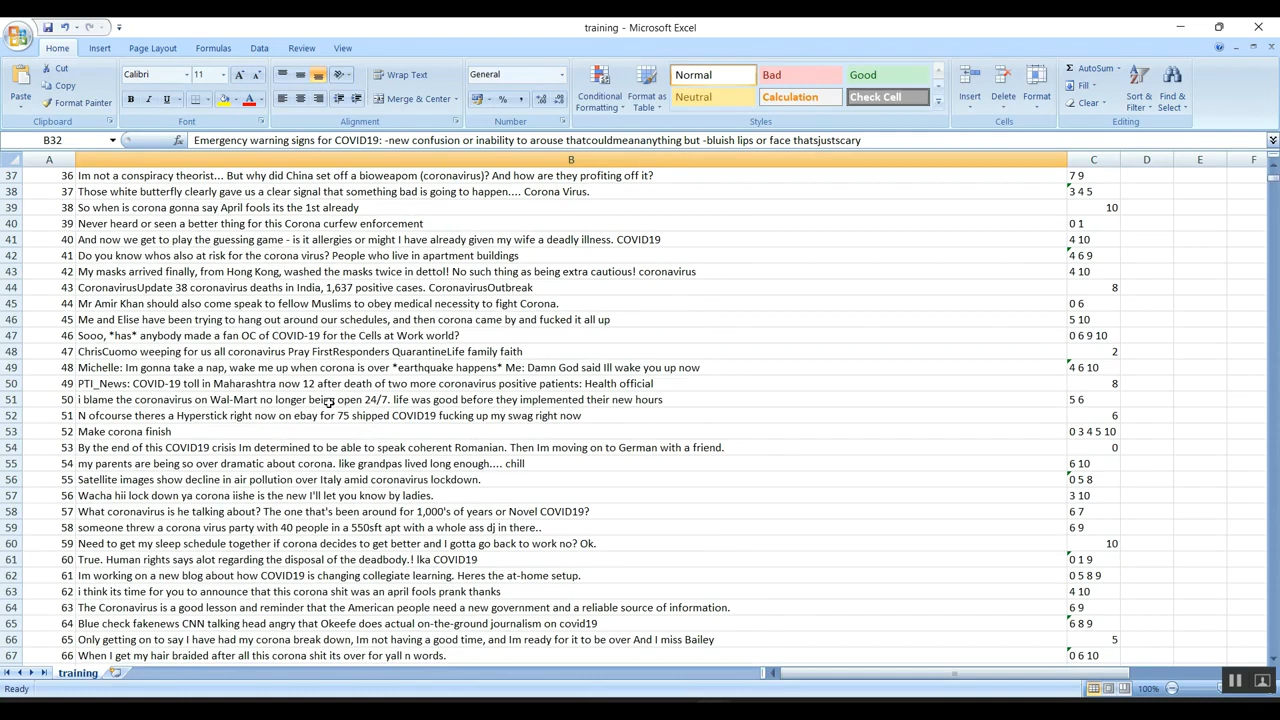 training - Microsoft Excel
Home Insert Page Layout Formulas Data Review View
Paste
Cut
Copy
Format Painter
Clipboard
Calibri 11
B I U
Font
Wrap Text
Merge & Center
Alignment
General
$ % ,
Number
Conditional Formatting
Format as Table
Normal Bad Good
Neutral Calculation Check Cell
Styles
Insert Delete Format
Cells
AutoSum
Fill
Clear
Sort & Filter
Find & Select
Editing
B32 fx Emergency warning signs for COVID19: -new confusion or inability to arouse thatcouldmeananything but -bluish lips or face thatsjustscary
A B C D E F
37 36 Im not a conspiracy theorist... But why did China set off a bioweapom (coronavirus)? And how are they profiting off it? 7 9
38 37 Those white butterfly clearly gave us a clear signal that something bad is going to happen.... Corona Virus. 3 4 5
39 38 So when is corona gonna say April fools its the 1st already 10
40 39 Never heard or seen a better thing for this Corona curfew enforcement 0 1
41 40 And now we get to play the guessing game - is it allergies or might I have already given my wife a deadly illness. COVID19 4 10
42 41 Do you know whos also at risk for the corona virus? People who live in apartment buildings 4 6 9
43 42 My masks arrived finally, from Hong Kong, washed the masks twice in dettol! No such thing as being extra cautious! coronavirus 4 10
44 43 CoronavirusUpdate 38 coronavirus deaths in India, 1,637 positive cases. CoronavirusOutbreak 8
45 44 Mr Amir Khan should also come speak to fellow Muslims to obey medical necessity to fight Corona. 0 6
46 45 Me and Elise have been trying to hang out around our schedules, and then corona came by and fucked it all up 5 10
47 46 Sooo, *has* anybody made a fan OC of COVID-19 for the Cells at Work world? 0 6 9 10
48 47 ChrisCuomo weeping for us all coronavirus Pray FirstResponders QuarantineLife family faith 2
49 48 Michelle: Im gonna take a nap, wake me up when corona is over *earthquake happens* Me: Damn God said Ill wake you up now 4 6 10
50 49 PTI_News: COVID-19 toll in Maharashtra now 12 after death of two more coronavirus positive patients: Health official 8
51 50 i blame the coronavirus on Wal-Mart no longer being open 24/7. life was good before they implemented their new hours 5 6
52 51 N ofcourse theres a Hyperstick right now on ebay for 75 shipped COVID19 fucking up my swag right now 6
53 52 Make corona finish 0 3 4 5 10
54 53 By the end of this COVID19 crisis Im determined to be able to speak coherent Romanian. Then Im moving on to German with a friend. 0
55 54 my parents are being so over dramatic about corona. like grandpas lived long enough.... chill 6 10
56 55 Satellite images show decline in air pollution over Italy amid coronavirus lockdown. 0 5 8
57 56 Wacha hii lock down ya corona iishe is the new I'll let you know by ladies. 3 10
58 57 What coronavirus is he talking about? The one that's been around for 1,000's of years or Novel COVID19? 6 7
59 58 someone threw a corona virus party with 40 people in a 550sft apt with a whole ass dj in there.. 6 9
60 59 Need to get my sleep schedule together if corona decides to get better and I gotta go back to work no? Ok. 10
61 60 True. Human rights says alot regarding the disposal of the deadbody.! lka COVID19 0 1 9
62 61 Im working on a new blog about how COVID19 is changing collegiate learning. Heres the at-home setup. 0 5 8 9
63 62 i think its time for you to announce that this corona shit was an april fools prank thanks 4 10
64 63 The Coronavirus is a good lesson and reminder that the American people need a new government and a reliable source of information. 6 9
65 64 Blue check fakenews CNN talking head angry that Okeefe does actual on-the-ground journalism on covid19 6 8 9
66 65 Only getting on to say I have had my corona break down, Im not having a good time, and Im ready for it to be over And I miss Bailey 5
67 66 When I get my hair braided after all this corona shit its over for yall n words. 0 6 10
training
Ready 100%